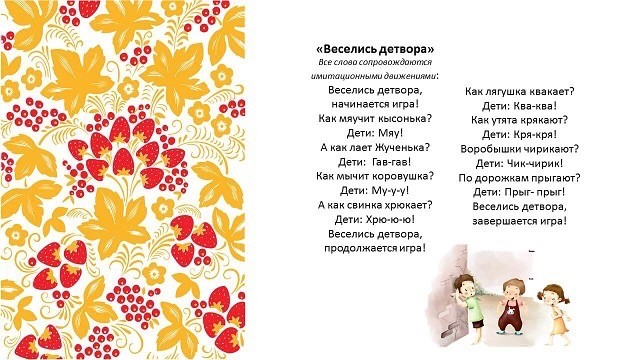 «Веселись детвора»
Все слова сопровождаются
имитационными движениями:
Веселись детвора,
начинается игра!
Как мяучит кысонька?
Дети: Мяу!
А как лает Жученька?
Дети: Гав-гав!
Как мычит коровушка?
Дети: Му-у-у!
А как свинка хрюкает?
Дети: Хрю-ю-ю!
Веселись детвора,
продолжается игра!
Как лягушка квакает?
Дети: Ква-ква!
Как утята крякают?
Дети: Кря-кря!
Воробышки чирикают?
Дети: Чик-чирик!
По дорожкам прыгают?
Дети: Прыг- прыг!
Веселись детвора,
завершается игра!